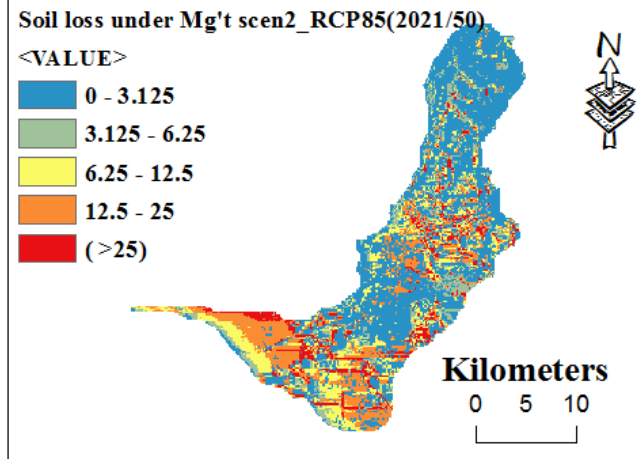 Soil loss under Mg't scen2_RCP85(2021/50)
<VALUE>
0 - 3.125
3.125 - 6.25
6.25 - 12.5
12.5 - 25
( >25)
N
Kilometers
0 5 10